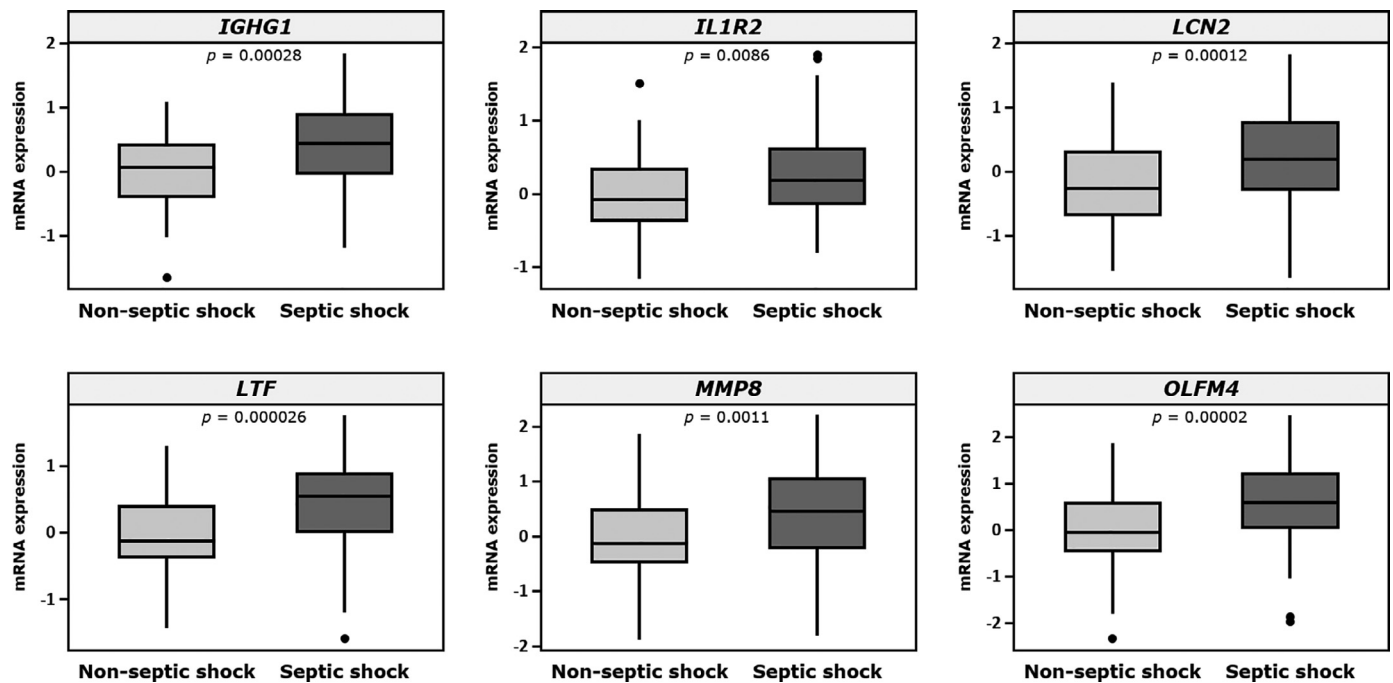 IGHG1
p = 0.00028
mRNA expression
2
1
0
-1
Non-septic shock Septic shock
IL1R2
p = 0.0086
mRNA expression
2
1
0
-1
Non-septic shock Septic shock
LCN2
p = 0.00012
mRNA expression
2
1
0
-1
Non-septic shock Septic shock
LTF
p = 0.000026
mRNA expression
1
0
-1
Non-septic shock Septic shock
MMP8
p = 0.0011
mRNA expression
2
1
0
-1
-2
Non-septic shock Septic shock
OLFM4
p = 0.00002
mRNA expression
2
1
0
-1
-2
Non-septic shock Septic shock